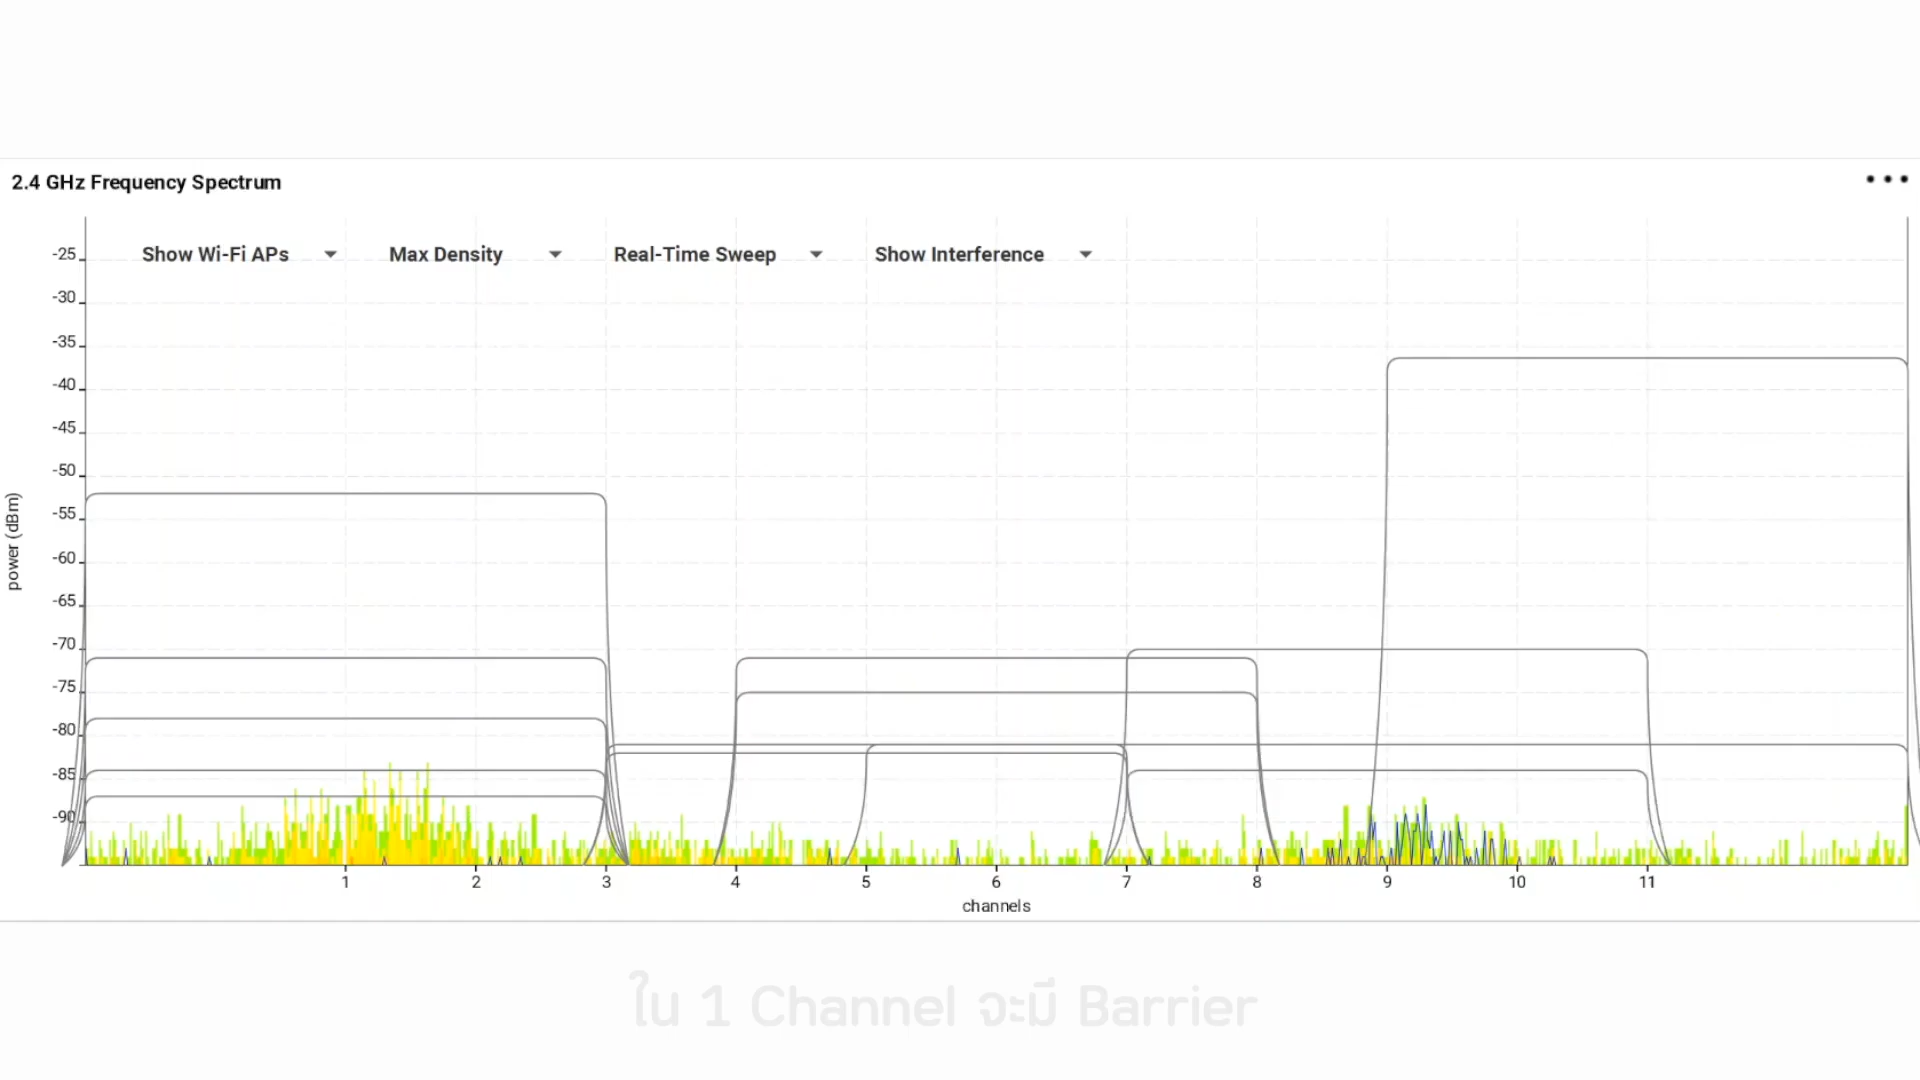 2.4 GHz Frequency Spectrum
Show Wi-Fi APs Max Density Real-Time Sweep Show Interference
-25
-30
-35
-40
-45
-50
-55
-60
-65
-70
-75
-80
-85
-90
power (dBm)
1 2 3 4 5 6 7 8 9 10 11
channels
ใน 1 Channel จะมี Barrier